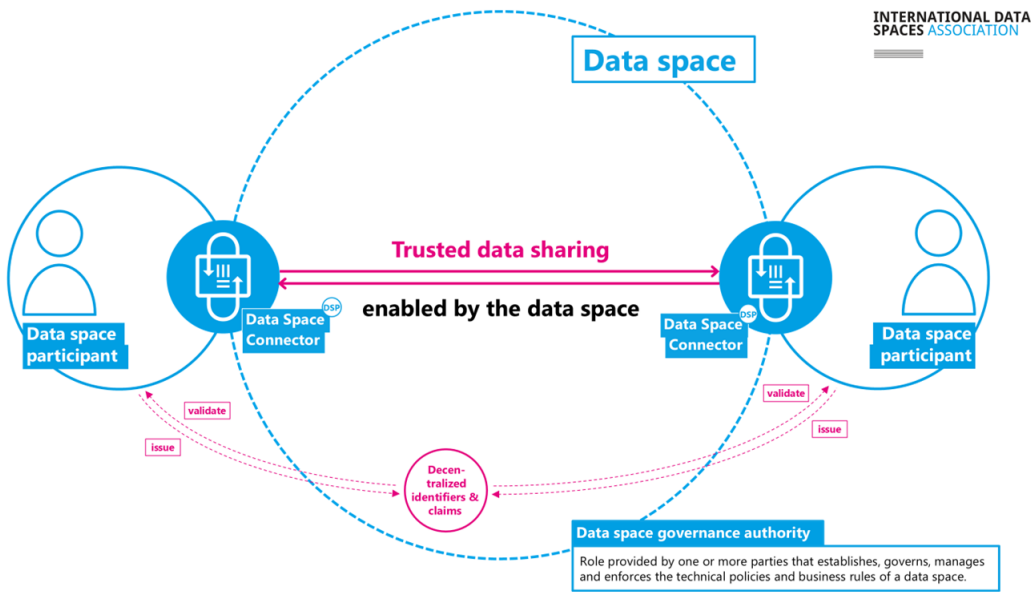 INTERNATIONAL DATA
SPACES ASSOCIATION
Data space
Trusted data sharing
enabled by the data space
DSP
Data Space
Connector
DSP
Data Space
Connector
Data space
participant
Data space
participant
validate
issue
validate
issue
Decen-
tralized
identifiers &
claims
Data space governance authority
Role provided by one or more parties that establishes, governs, manages
and enforces the technical policies and business rules of a data space.